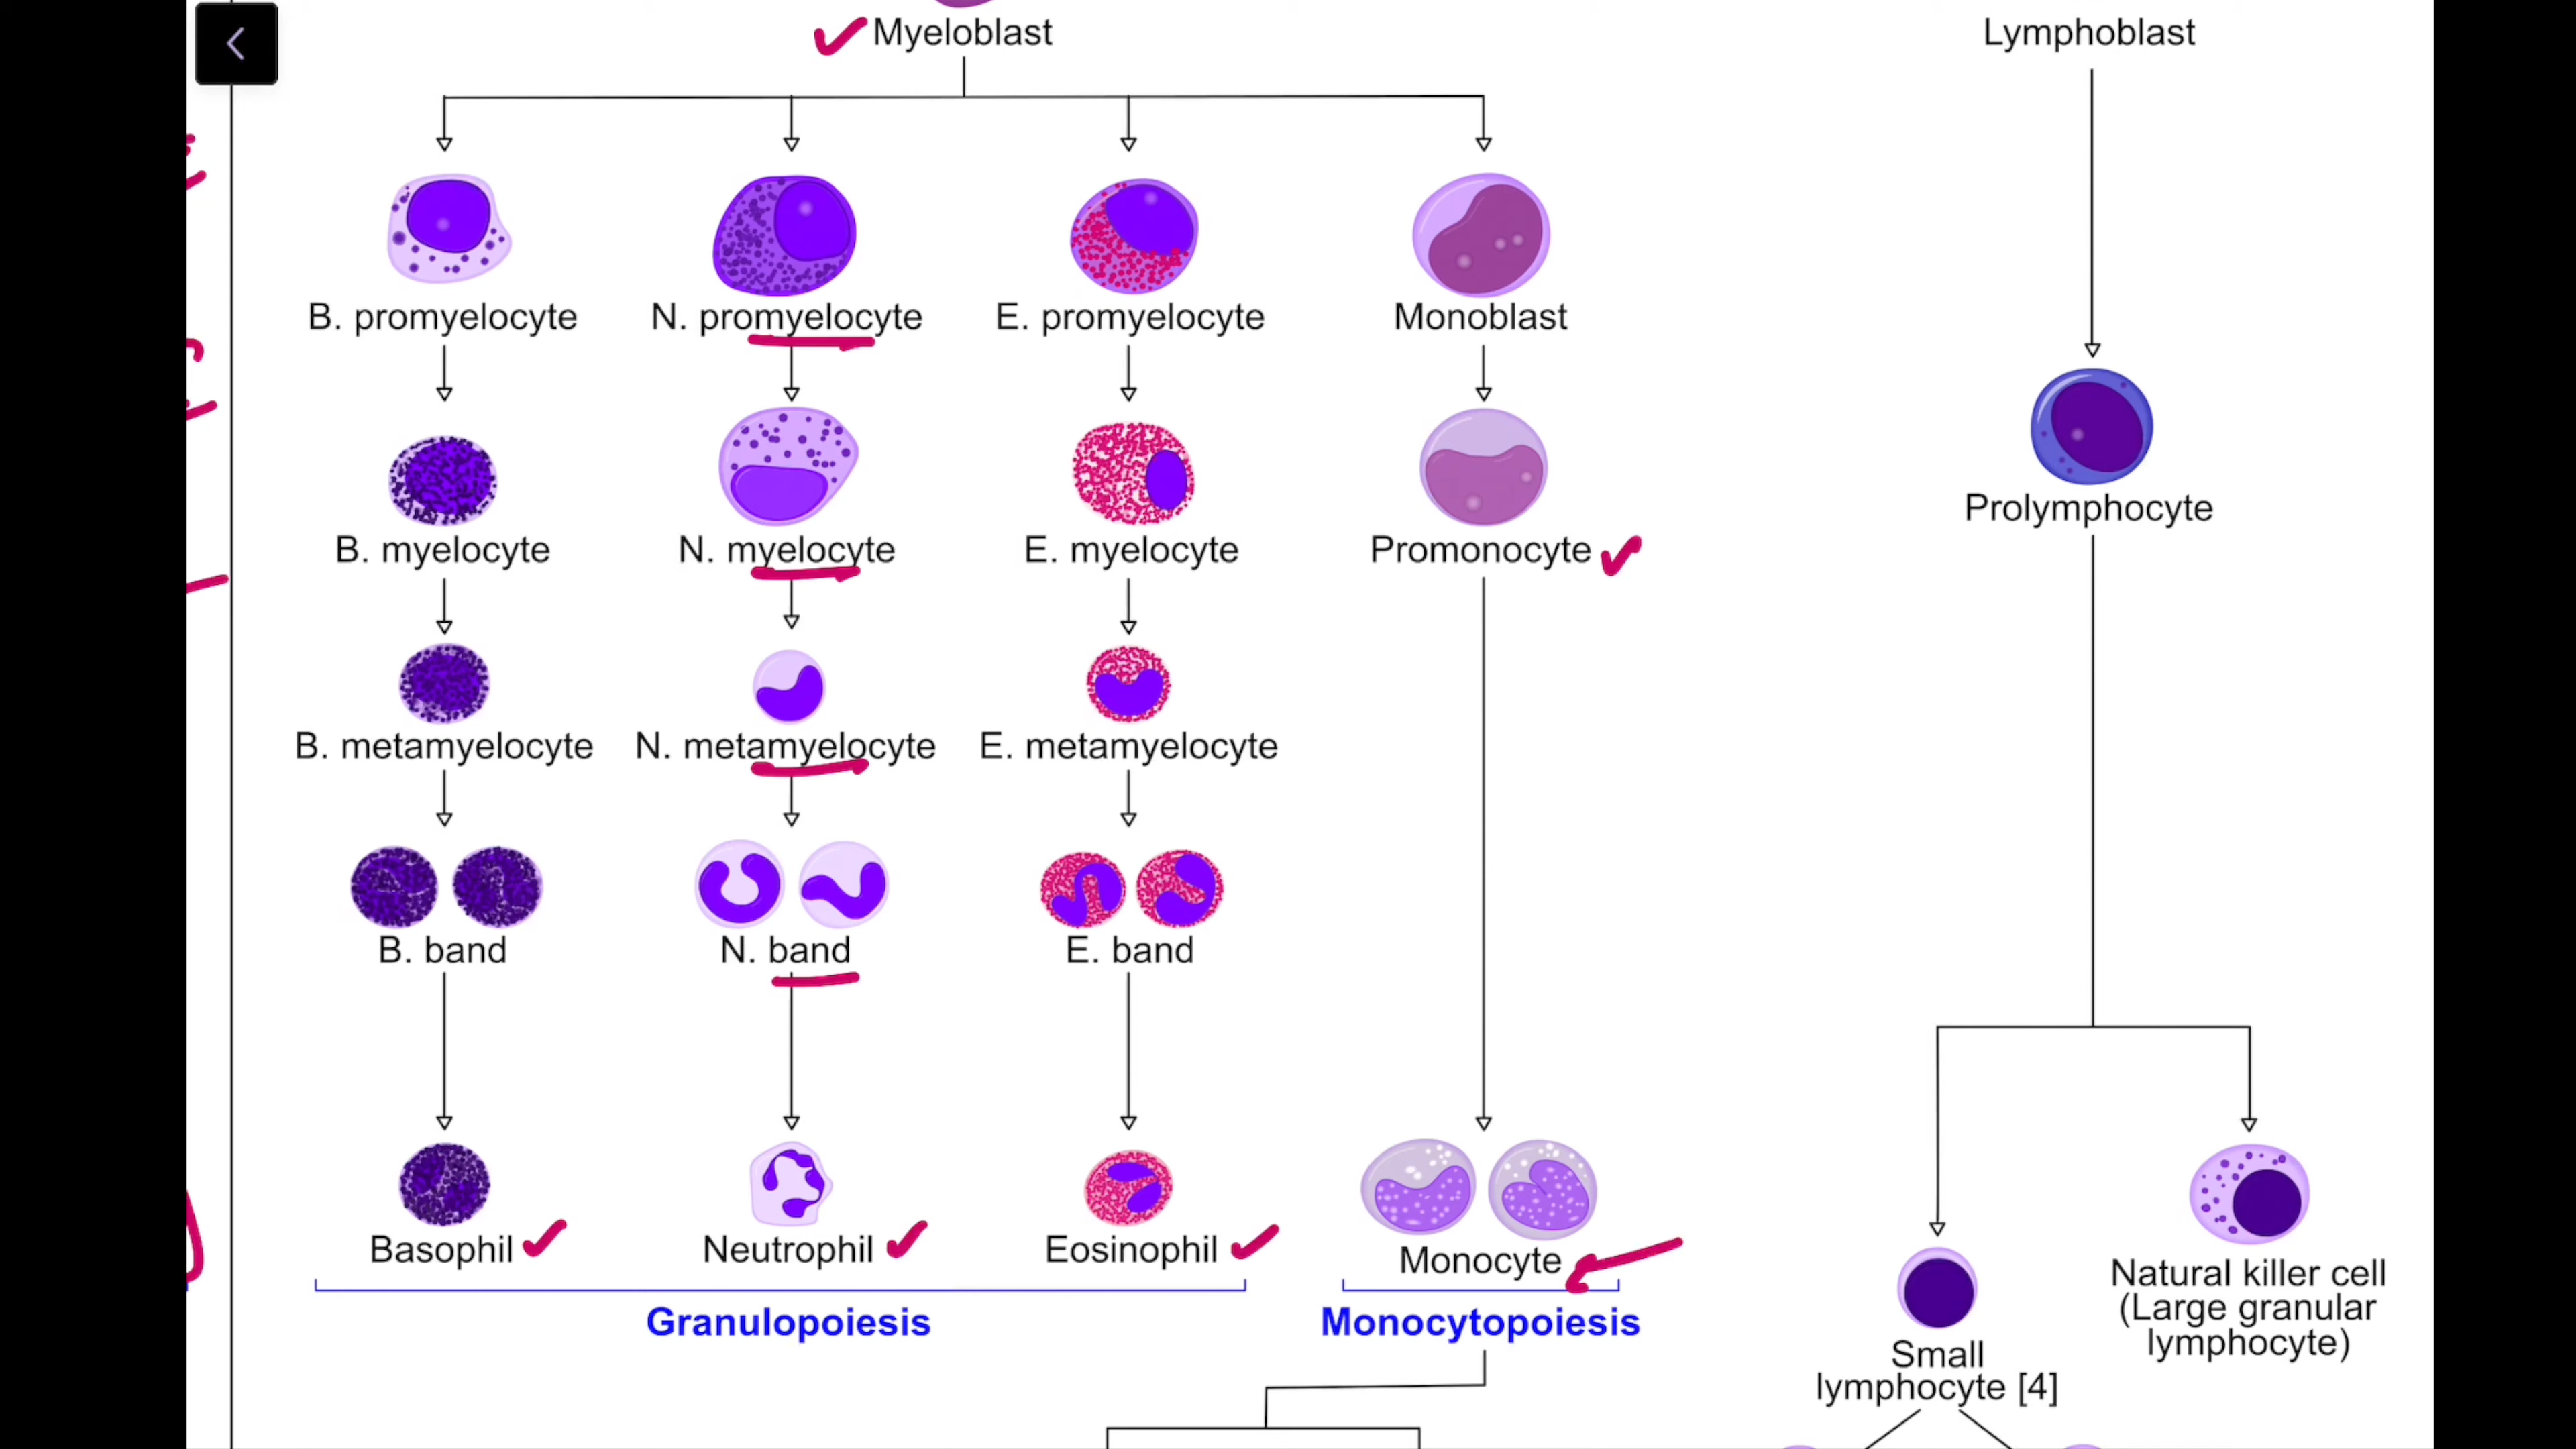 Myeloblast
Lymphoblast
B. promyelocyte
N. promyelocyte
E. promyelocyte
Monoblast
B. myelocyte
N. myelocyte
E. myelocyte
Promonocyte
Prolymphocyte
B. metamyelocyte
N. metamyelocyte
E. metamyelocyte
B. band
N. band
E. band
Basophil
Neutrophil
Eosinophil
Monocyte
Natural killer cell
(Large granular
lymphocyte)
Granulopoiesis
Monocytopoiesis
Small
lymphocyte [4]